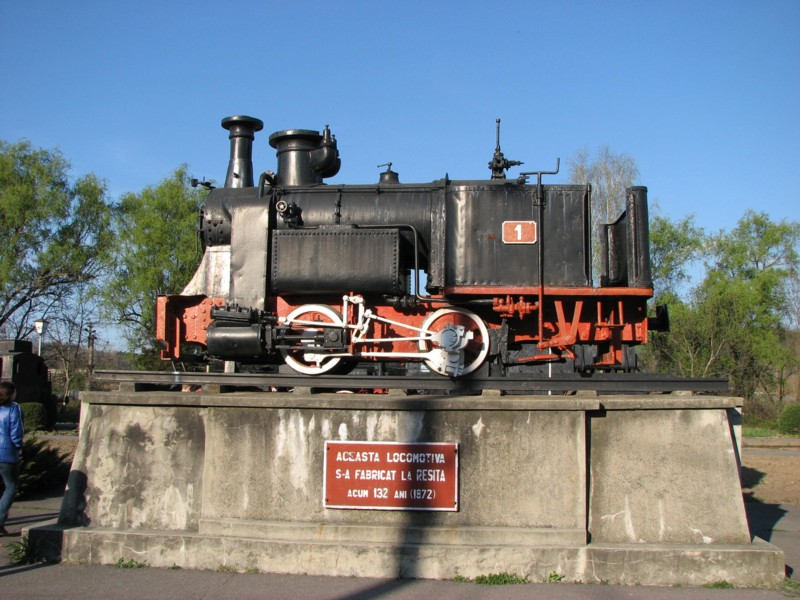 1
ACEASTA LOCOMOTIVA
S-A FABRICAT LA RESITA
ACUM 132 ANI (1872)